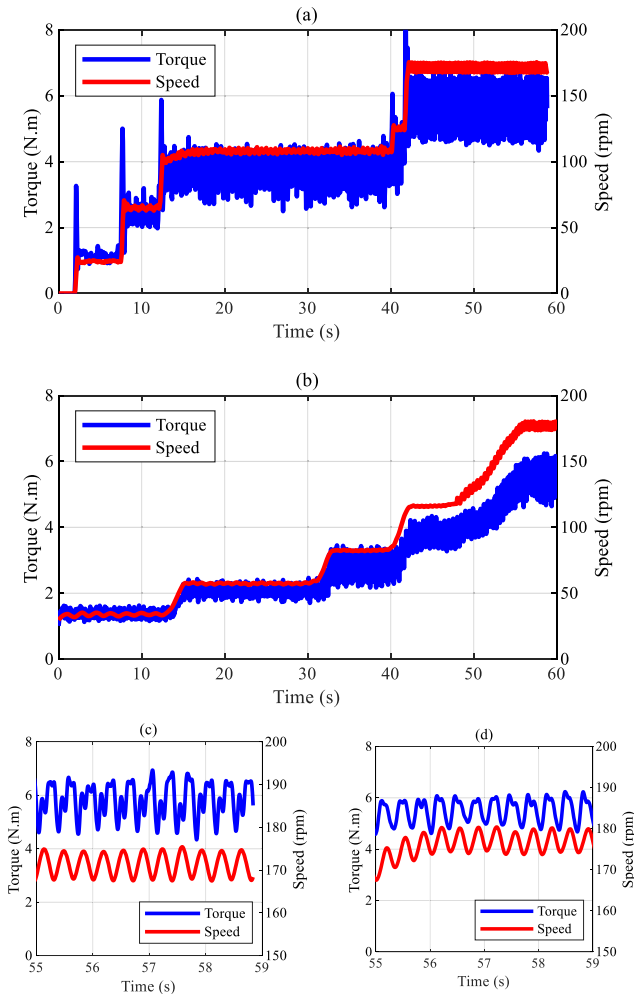 (a)
8
6
4
2
0
Torque (N.m)
Torque
Speed
200
150
100
50
0
Speed (rpm)
0 10 20 30 40 50 60
Time (s)
(b)
8
6
4
2
0
Torque (N.m)
Torque
Speed
200
150
100
50
0
Speed (rpm)
0 10 20 30 40 50 60
Time (s)
(c)
8
6
4
2
0
Torque (N.m)
Torque
Speed
200
190
180
170
160
150
Speed (rpm)
55 56 57 58 59
Time (s)
(d)
8
6
4
2
0
Torque (N.m)
Torque
Speed
200
190
180
170
160
150
Speed (rpm)
55 56 57 58 59
Time (s)